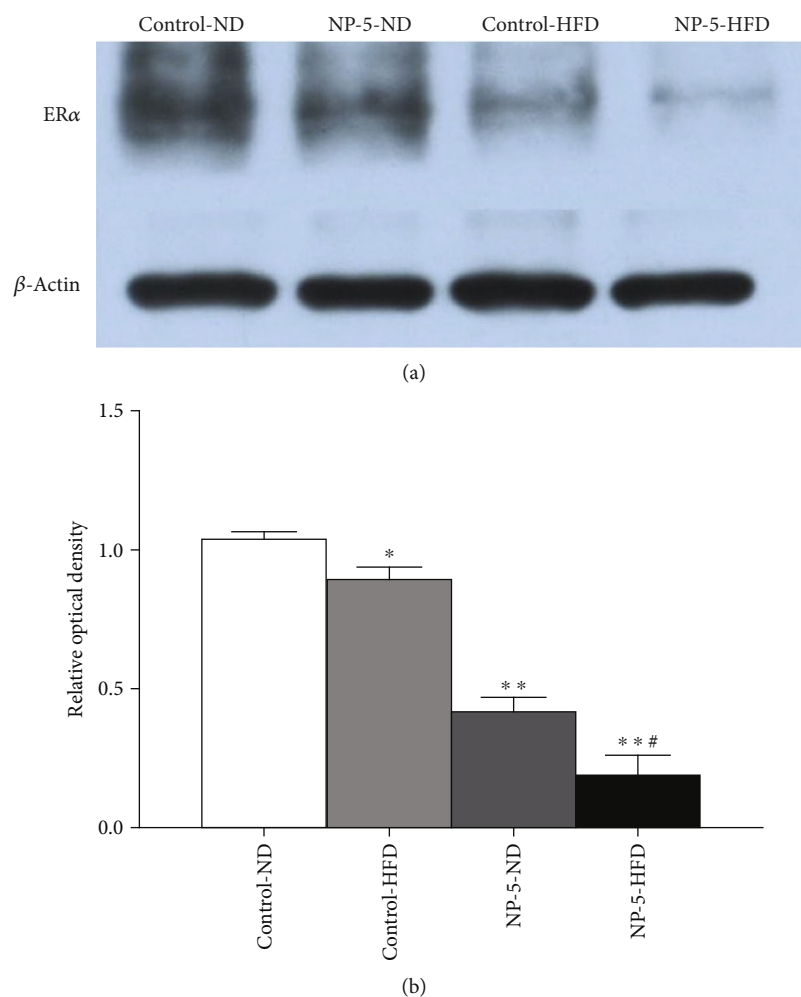 Control-ND NP-5-ND Control-HFD NP-5-HFD
ERα
β-Actin
(a)
1.5
1.0
0.5
0.0
Relative optical density
*
**
**#
Control-ND
Control-HFD
NP-5-ND
NP-5-HFD
(b)